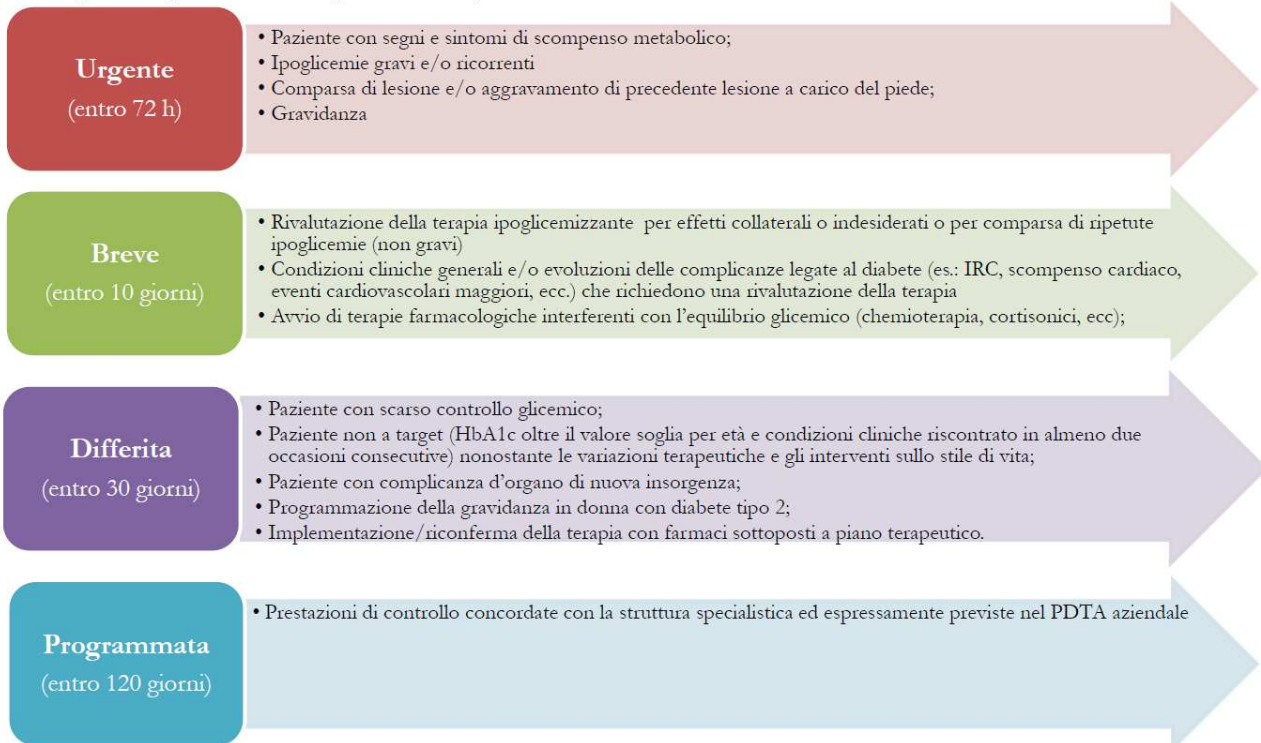 Urgente
(entro 72 h)
• Paziente con segni e sintomi di scompenso metabolico;
• Ipoglicemie gravi e/o ricorrenti
• Comparsa di lesione e/o aggravamento di precedente lesione a carico del piede;
• Gravidanza
Breve
(entro 10 giorni)
• Rivalutazione della terapia ipoglicemizzante per effetti collaterali o indesiderati o per comparsa di ripetute
ipoglicemie (non gravi)
• Condizioni cliniche generali e/o evoluzioni delle complicanze legate al diabete (es.: IRC, scompenso cardiaco,
eventi cardiovascolari maggiori, ecc.) che richiedono una rivalutazione della terapia
• Avvio di terapie farmacologiche interferenti con l'equilibrio glicemico (chemioterapia, cortisonici, ecc);
Differita
(entro 30 giorni)
• Paziente con scarso controllo glicemico;
• Paziente non a target (HbA1c oltre il valore soglia per età e condizioni cliniche riscontrato in almeno due
occasioni consecutive) nonostante le variazioni terapeutiche e gli interventi sullo stile di vita;
• Paziente con complicanza d'organo di nuova insorgenza;
• Programmazione della gravidanza in donna con diabete tipo 2;
• Implementazione/riconferma della terapia con farmaci sottoposti a piano terapeutico.
Programmata
(entro 120 giorni)
• Prestazioni di controllo concordate con la struttura specialistica ed espressamente previste nel PDTA aziendale